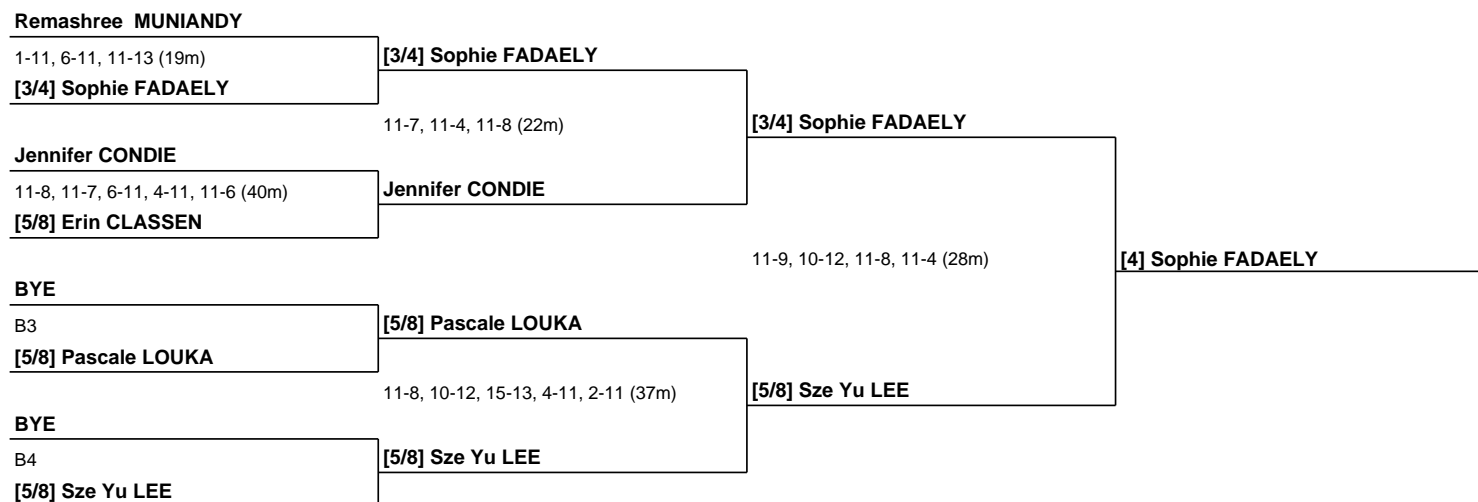 Remashree MUNIANDY
1-11, 6-11, 11-13 (19m)
[3/4] Sophie FADAELY
[3/4] Sophie FADAELY
11-7, 11-4, 11-8 (22m)
[3/4] Sophie FADAELY
Jennifer CONDIE
11-8, 11-7, 6-11, 4-11, 11-6 (40m)
Jennifer CONDIE
[5/8] Erin CLASSEN
11-9, 10-12, 11-8, 11-4 (28m)
[4] Sophie FADAELY
BYE
B3
[5/8] Pascale LOUKA
[5/8] Pascale LOUKA
11-8, 10-12, 15-13, 4-11, 2-11 (37m)
[5/8] Sze Yu LEE
BYE
B4
[5/8] Sze Yu LEE
[5/8] Sze Yu LEE